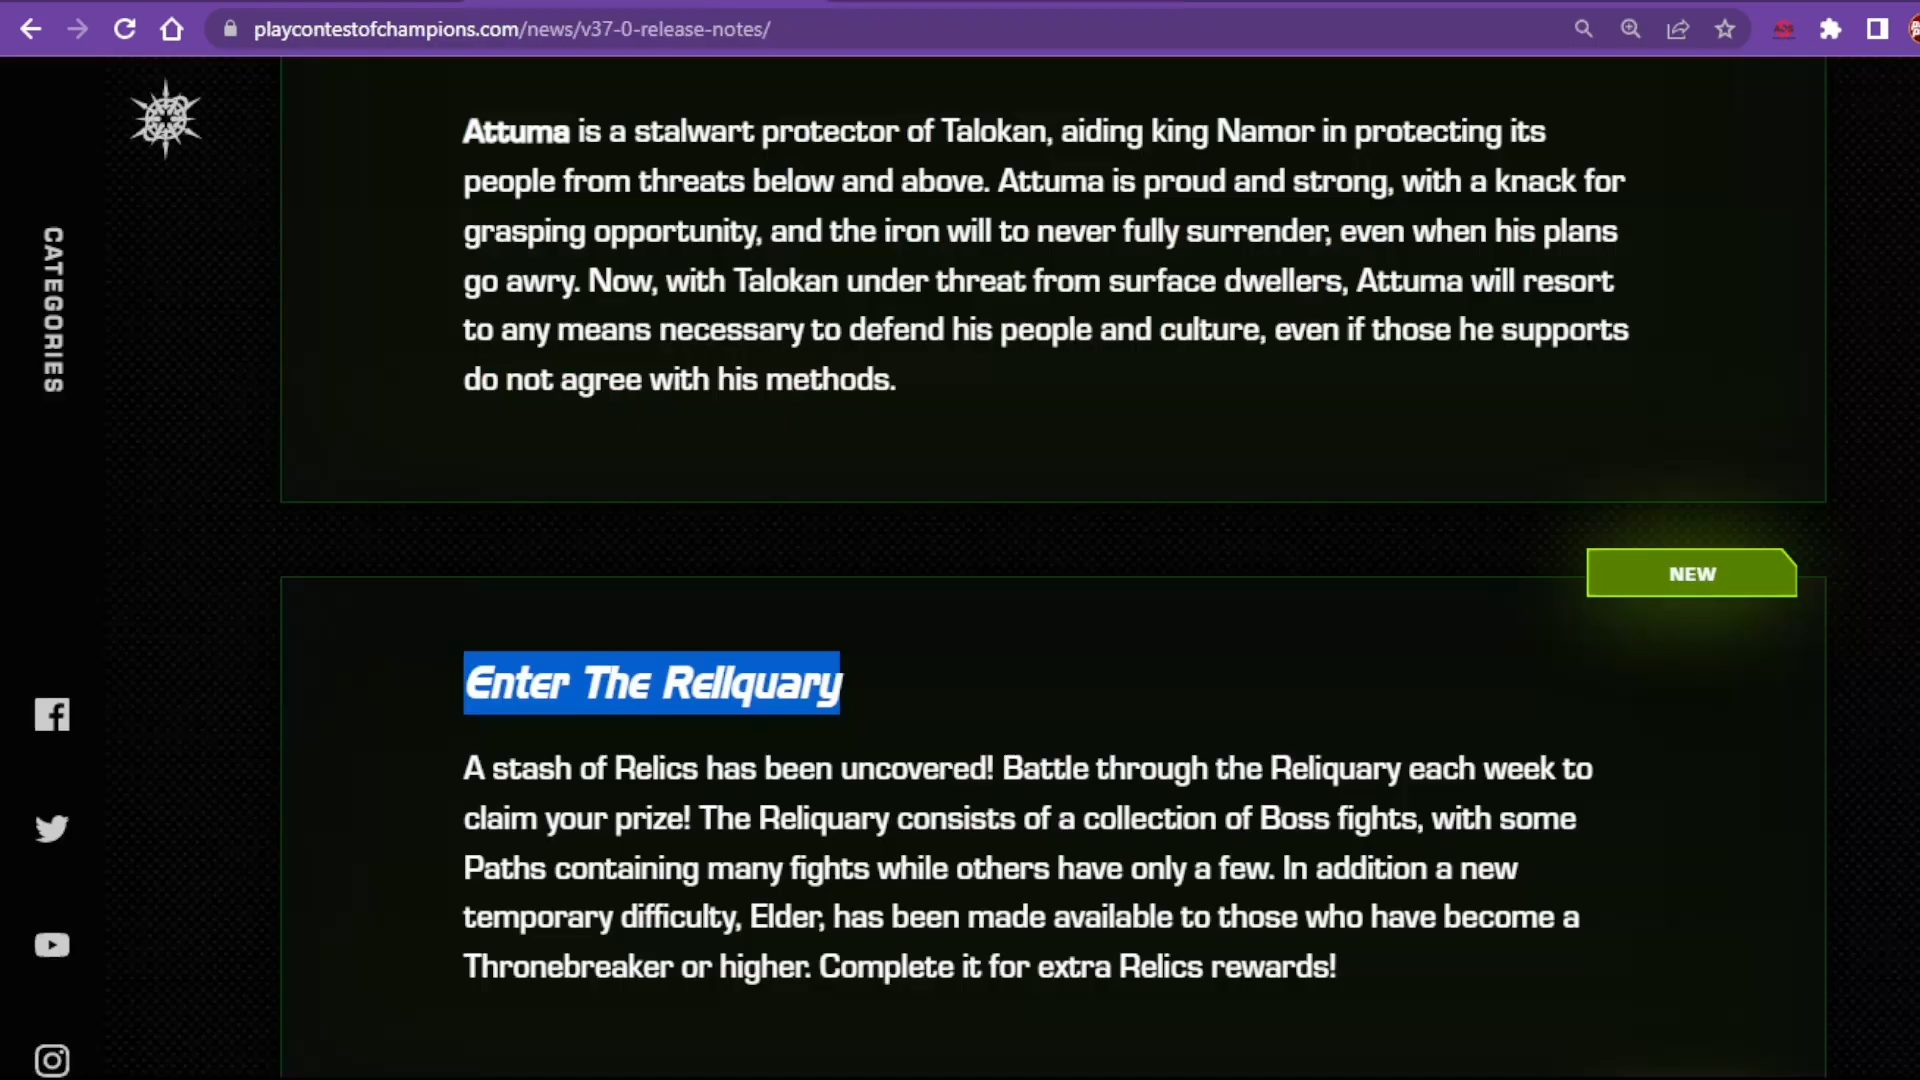 playcontestofchampions.com/news/v37-0-release-notes/
CATEGORIES
Attuma is a stalwart protector of Talokan, aiding king Namor in protecting its
people from threats below and above. Attuma is proud and strong, with a knack for
grasping opportunity, and the iron will to never fully surrender, even when his plans
go awry. Now, with Talokan under threat from surface dwellers, Attuma will resort
to any means necessary to defend his people and culture, even if those he supports
do not agree with his methods.
NEW
Enter The Reliquary
A stash of Relics has been uncovered! Battle through the Reliquary each week to
claim your prize! The Reliquary consists of a collection of Boss fights, with some
Paths containing many fights while others have only a few. In addition a new
temporary difficulty, Elder, has been made available to those who have become a
Thronebreaker or higher. Complete it for extra Relics rewards!